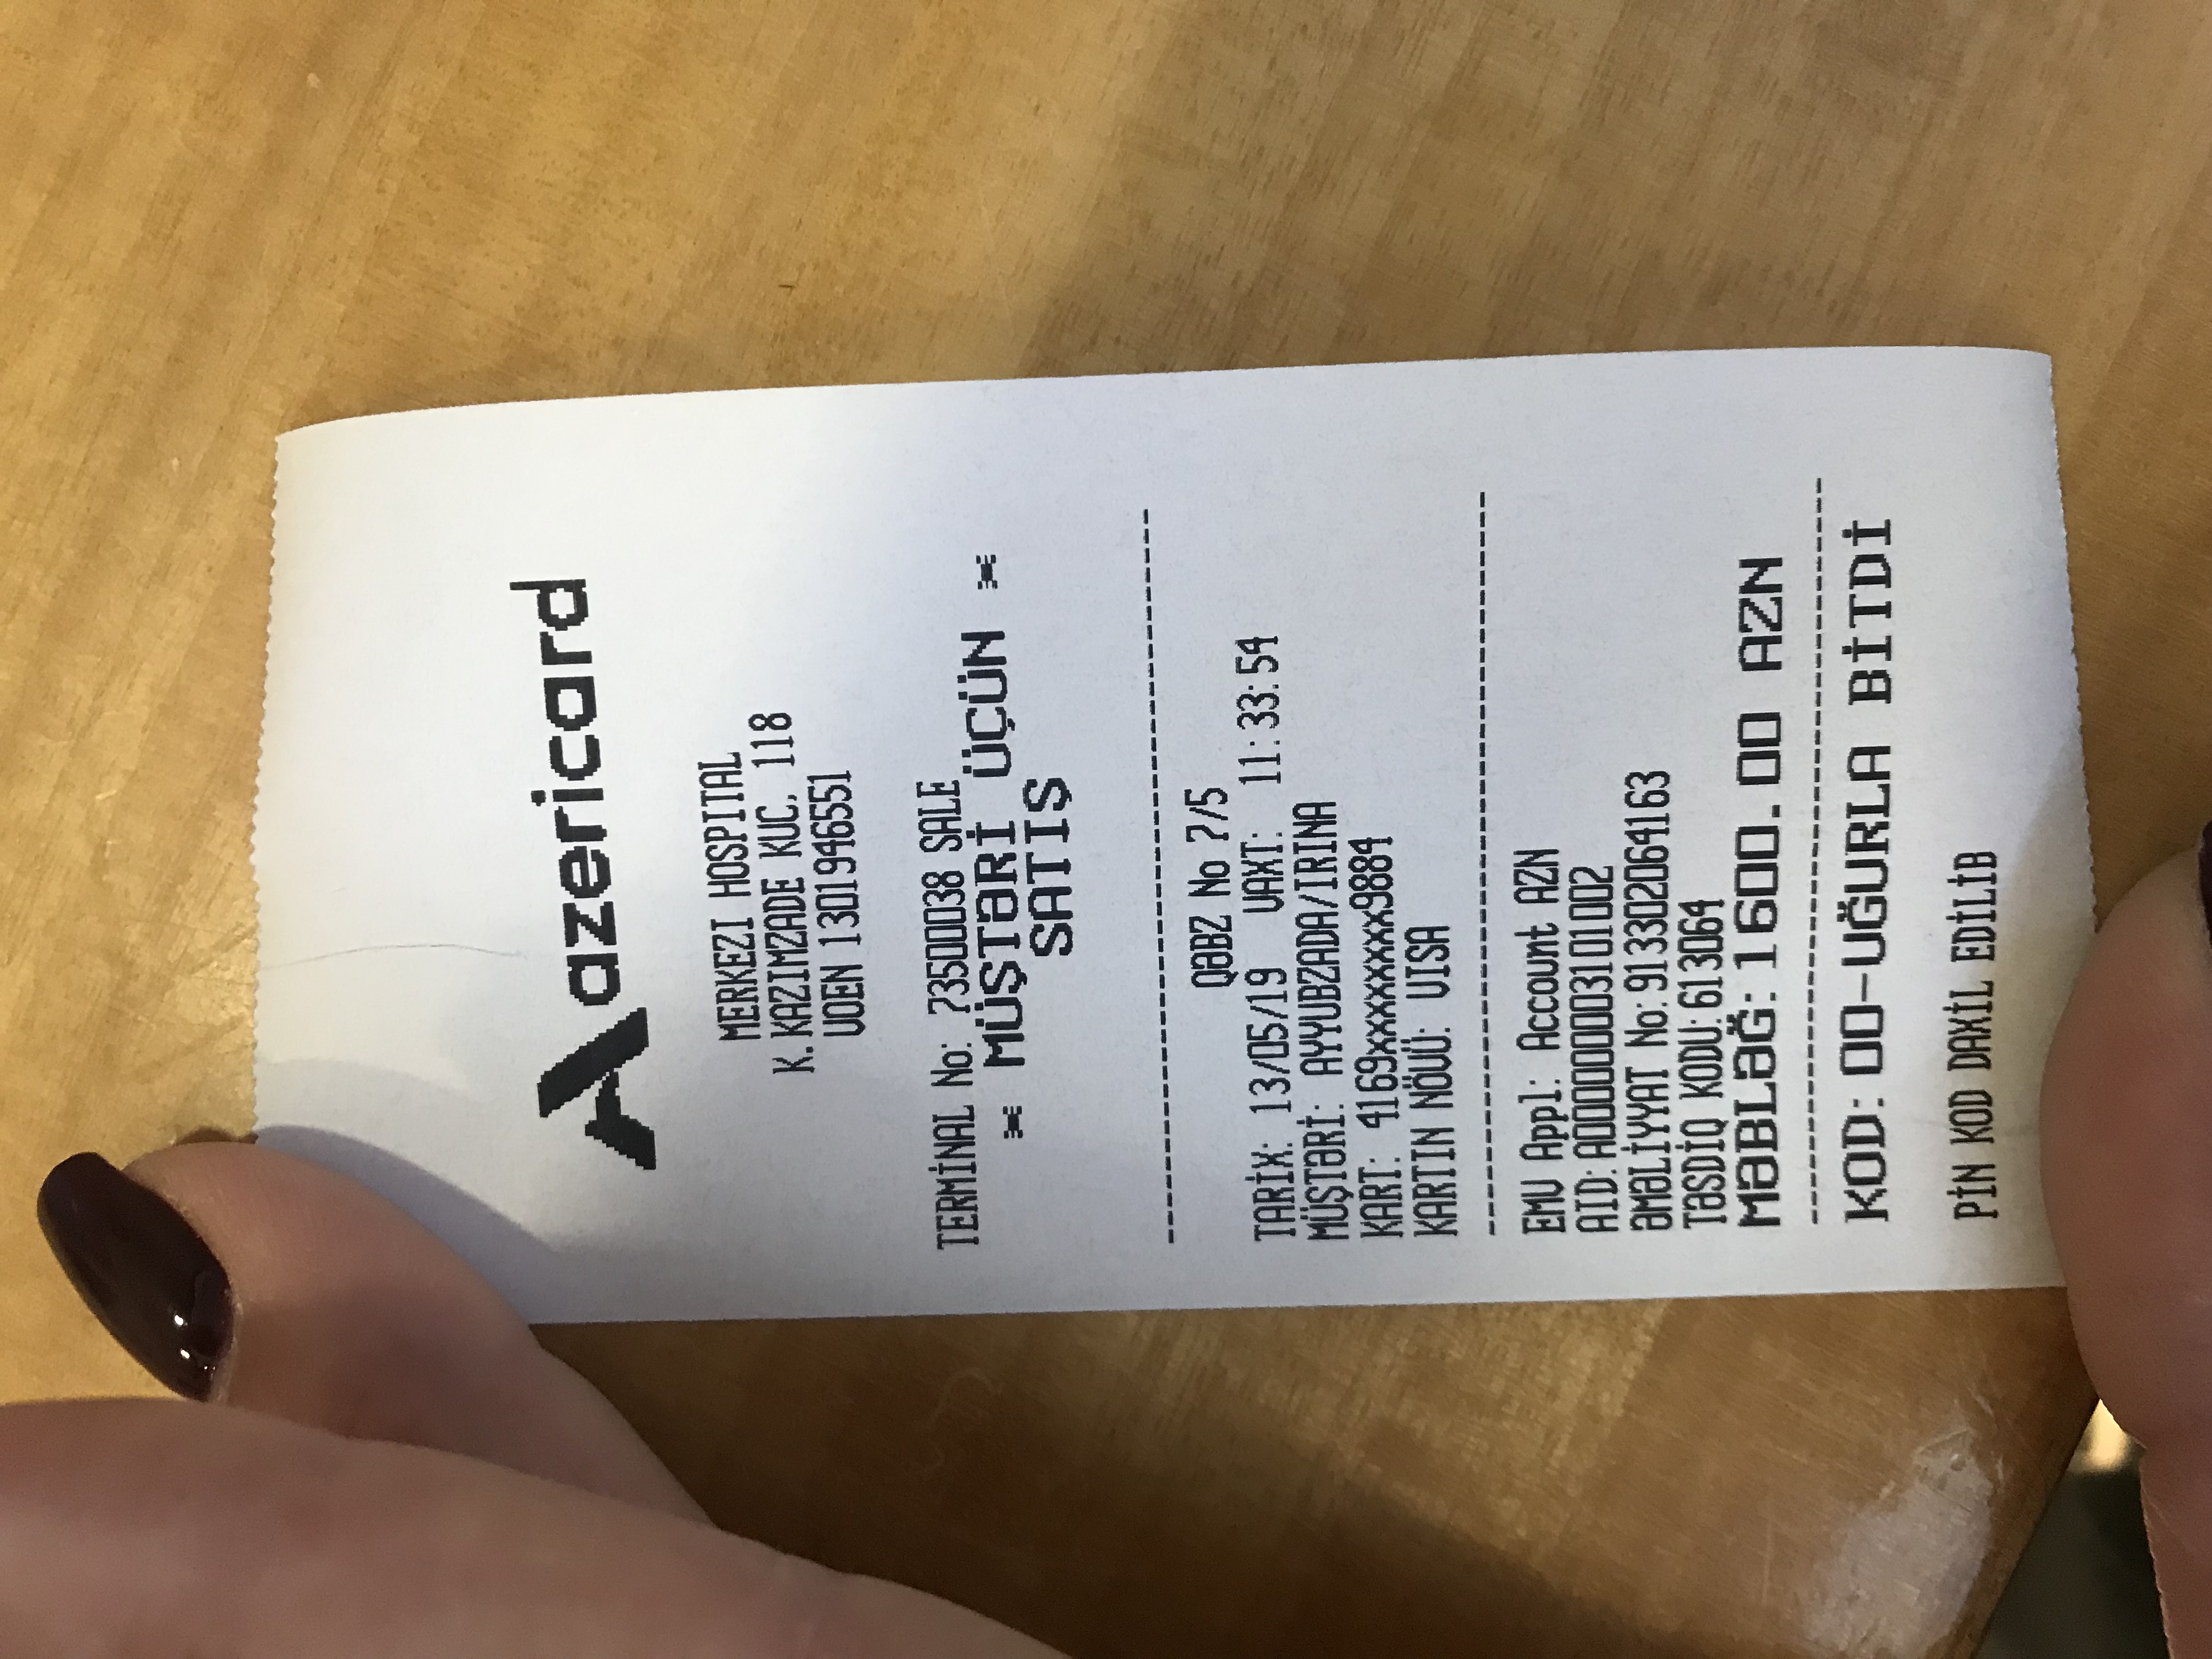 azericard
MERKEZI HOSPITAL
K.KAZIMZADE KUC. 118
VOEN 1301946551
TERMİNAL No: 73500038 SALE
* MÜŞTƏRİ ÜÇÜN *
SATIŞ
QƏBZ No 7/5
TARİX: 13/05/19 VAXT: 11:33:54
MÜŞTƏRİ: AYYUBZADA/IRINA
KART: 4169xxxxxxxx9884
KARTIN NÖVÜ: VISA
EMV Appl: Account AZN
AID:A000000003101002
ƏMƏLİYYAT No:913302064163
TƏSDİQ KODU:613064
MƏBLƏĞ:1600.00 AZN
KOD:00-UĞURLA BİTDİ
PİN KOD DAXİL EDİLİB